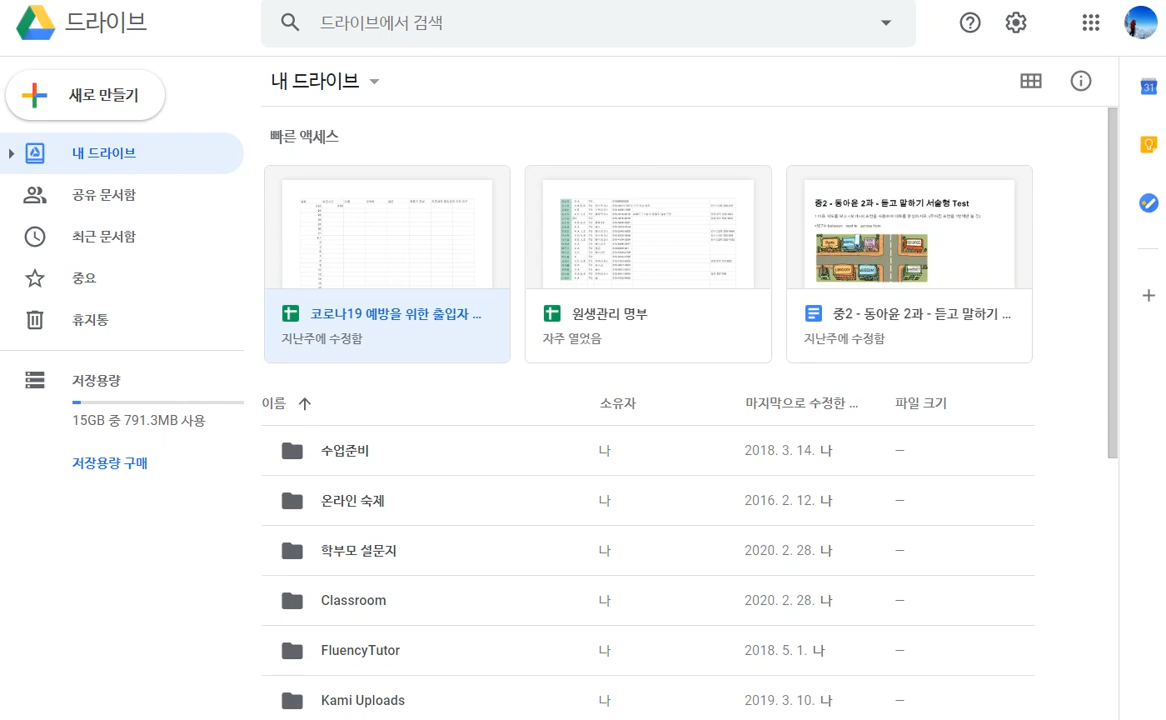 드라이브
드라이브에서 검색
새로 만들기
내 드라이브
공유 문서함
최근 문서함
중요
휴지통
저장용량
15GB 중 791.3MB 사용
저장용량 구매
내 드라이브
31
빠른 액세스
중2 - 동아윤 2과 - 듣고 말하기 서술형 Test
코로나19 예방을 위한 출입자 ...
지난주에 수정함
원생관리 명부
자주 열었음
중2 - 동아윤 2과 - 듣고 말하기 ...
지난주에 수정함
이름 소유자 마지막으로 수정한 ... 파일 크기
수업준비 나 2018. 3. 14. 나 —
온라인 숙제 나 2016. 2. 12. 나 —
학부모 설문지 나 2020. 2. 28. 나 —
Classroom 나 2020. 2. 28. 나 —
FluencyTutor 나 2018. 5. 1. 나 —
Kami Uploads 나 2019. 3. 10. 나 —